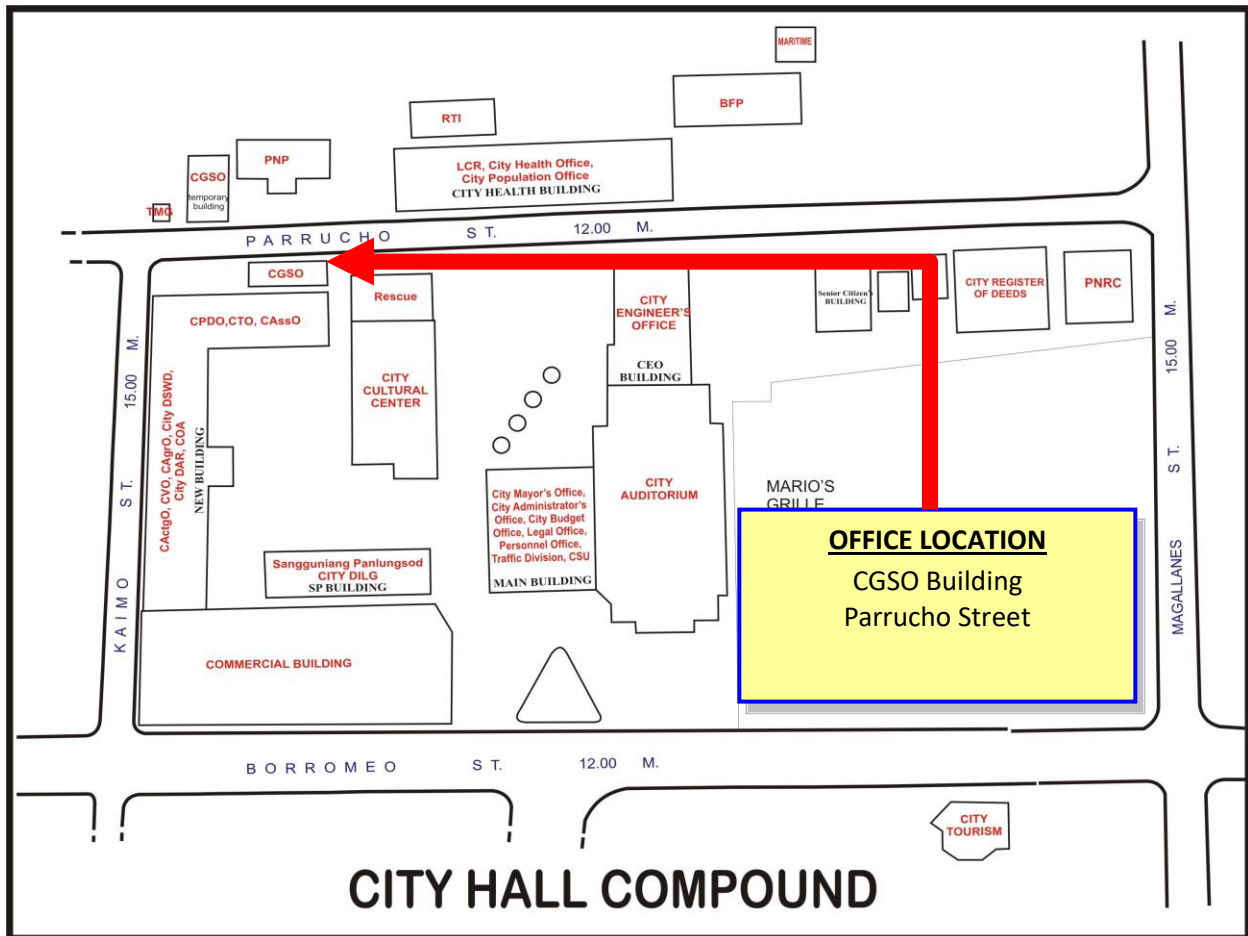 MARITIME
BFP
RTI
PNP
CGSO
temporary
building
TMG
LCR, City Health Office,
City Population Office
CITY HEALTH BUILDING
PARRUCHO ST. 12.00 M.
CGSO
Rescue
CPDO,CTO, CAssO
CITY
ENGINEER'S
OFFICE
CEO
BUILDING
Senior Citizen's
BUILDING
CITY REGISTER
OF DEEDS
PNRC
KAIMO ST. 15.00 M.
CActgO, CVO, CAgrO, City DSWD,
City DAR, COA
NEW BUILDING
CITY
CULTURAL
CENTER
City Mayor's Office,
City Administrator's
Office, City Budget
Office, Legal Office,
Personnel Office,
Traffic Division, CSU
MAIN BUILDING
CITY
AUDITORIUM
MARIO'S
GRILLE
OFFICE LOCATION
CGSO Building
Parrucho Street
MAGALLANES ST. 15.00 M.
Sangguniang Panlungsod
CITY DILG
SP BUILDING
COMMERCIAL BUILDING
BORROMEO ST. 12.00 M.
CITY
TOURISM
CITY HALL COMPOUND